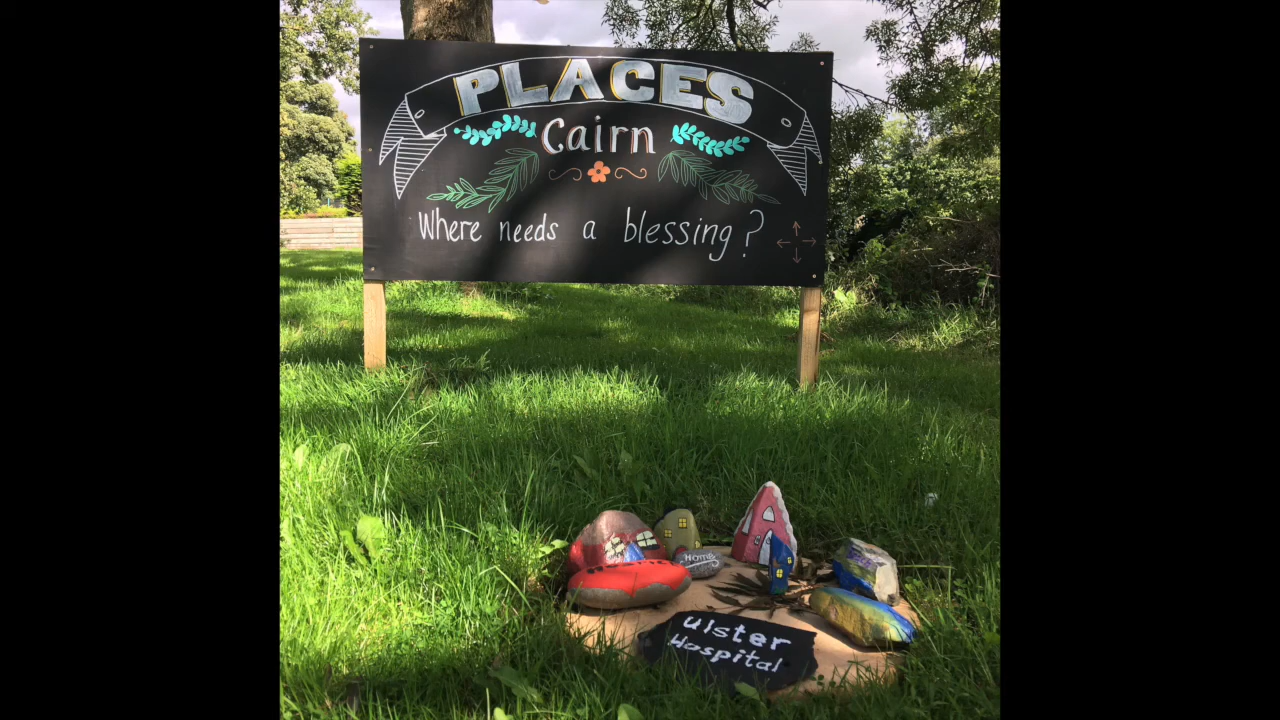 PLACES
Cairn
Where needs a blessing?
HOME
Ulster
Hospital